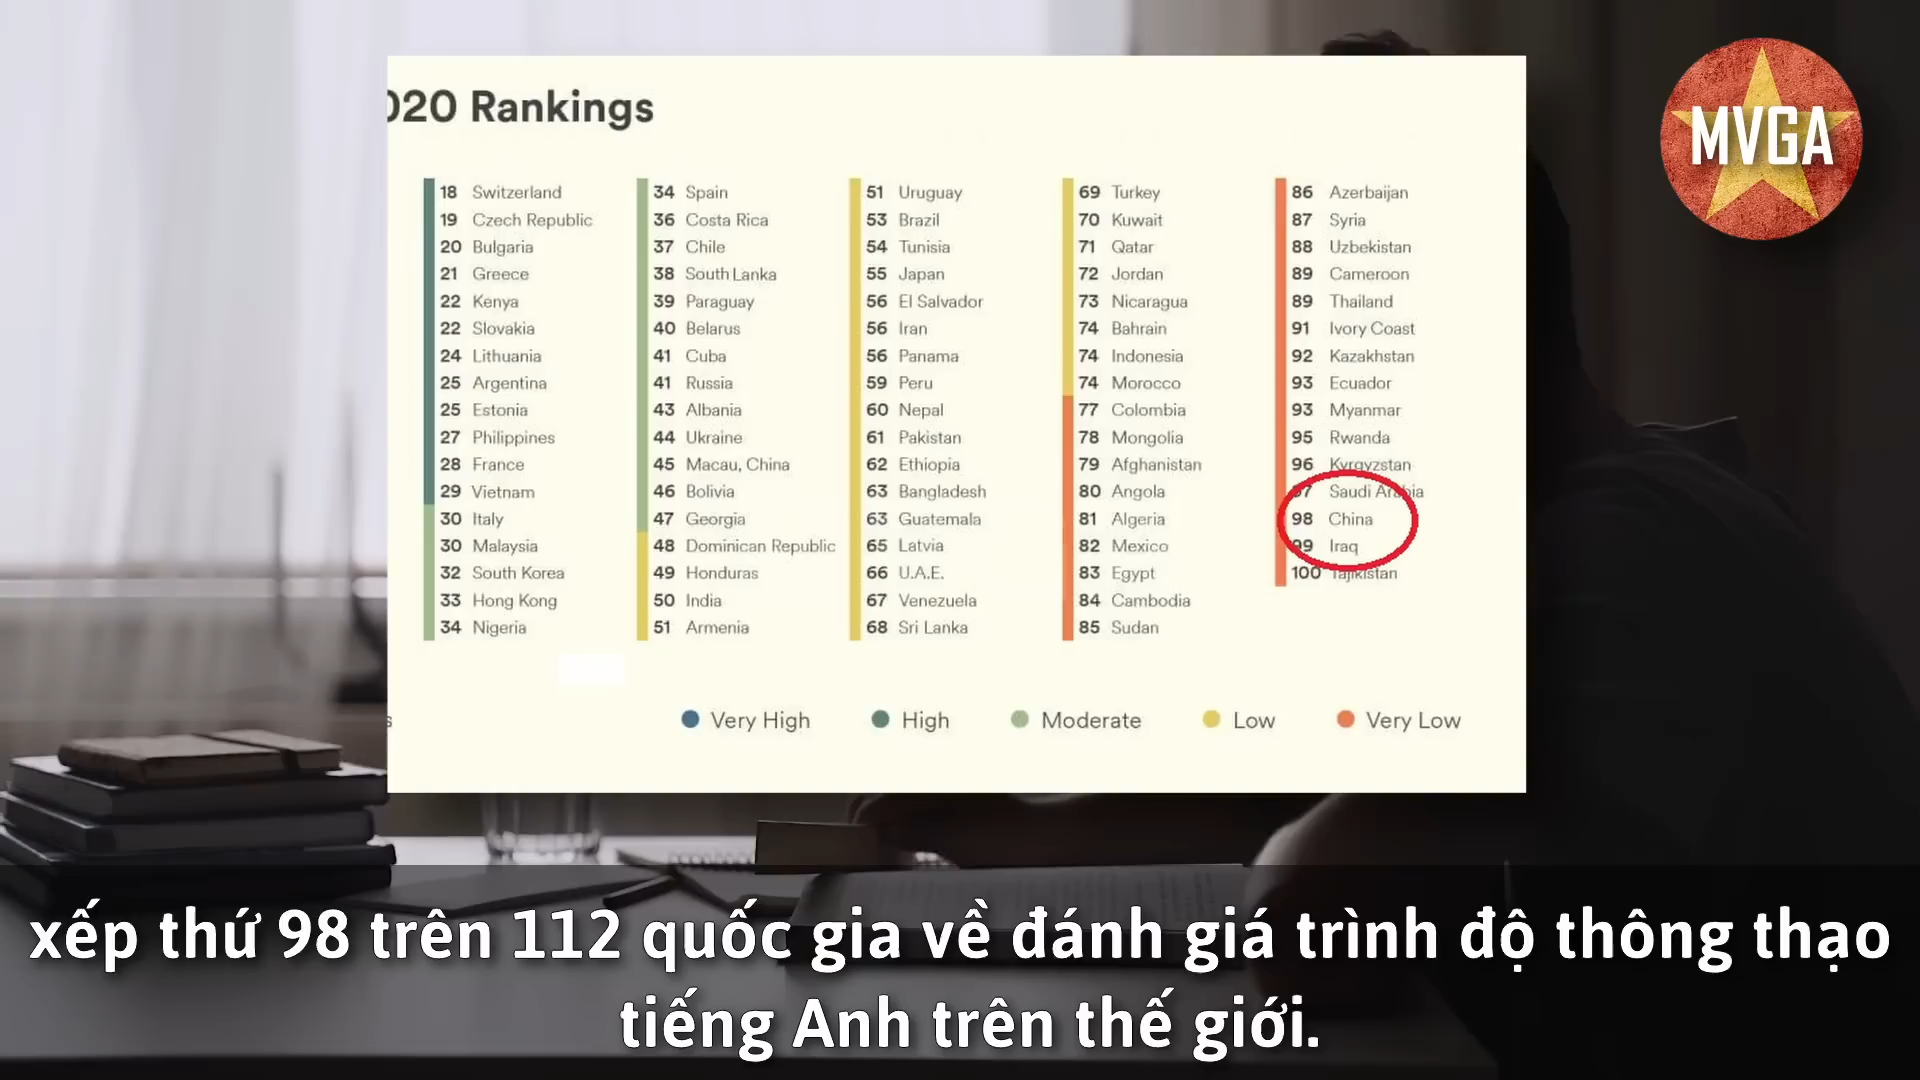 020 Rankings
MVGA
18 Switzerland
19 Czech Republic
20 Bulgaria
21 Greece
22 Kenya
22 Slovakia
24 Lithuania
25 Argentina
25 Estonia
27 Philippines
28 France
29 Vietnam
30 Italy
30 Malaysia
32 South Korea
33 Hong Kong
34 Nigeria
34 Spain
36 Costa Rica
37 Chile
38 South Lanka
39 Paraguay
40 Belarus
41 Cuba
41 Russia
43 Albania
44 Ukraine
45 Macau, China
46 Bolivia
47 Georgia
48 Dominican Republic
49 Honduras
50 India
51 Armenia
51 Uruguay
53 Brazil
54 Tunisia
55 Japan
56 El Salvador
56 Iran
56 Panama
59 Peru
60 Nepal
61 Pakistan
62 Ethiopia
63 Bangladesh
63 Guatemala
65 Latvia
66 U.A.E.
67 Venezuela
68 Sri Lanka
69 Turkey
70 Kuwait
71 Qatar
72 Jordan
73 Nicaragua
74 Bahrain
74 Indonesia
74 Morocco
77 Colombia
78 Mongolia
79 Afghanistan
80 Angola
81 Algeria
82 Mexico
83 Egypt
84 Cambodia
85 Sudan
86 Azerbaijan
87 Syria
88 Uzbekistan
89 Cameroon
89 Thailand
91 Ivory Coast
92 Kazakhstan
93 Ecuador
93 Myanmar
95 Rwanda
96 Kyrgyzstan
97 Saudi Arabia
98 China
99 Iraq
100 Tajikistan
s
Very High
High
Moderate
Low
Very Low
xếp thứ 98 trên 112 quốc gia về đánh giá trình độ thông thạo
tiếng Anh trên thế giới.